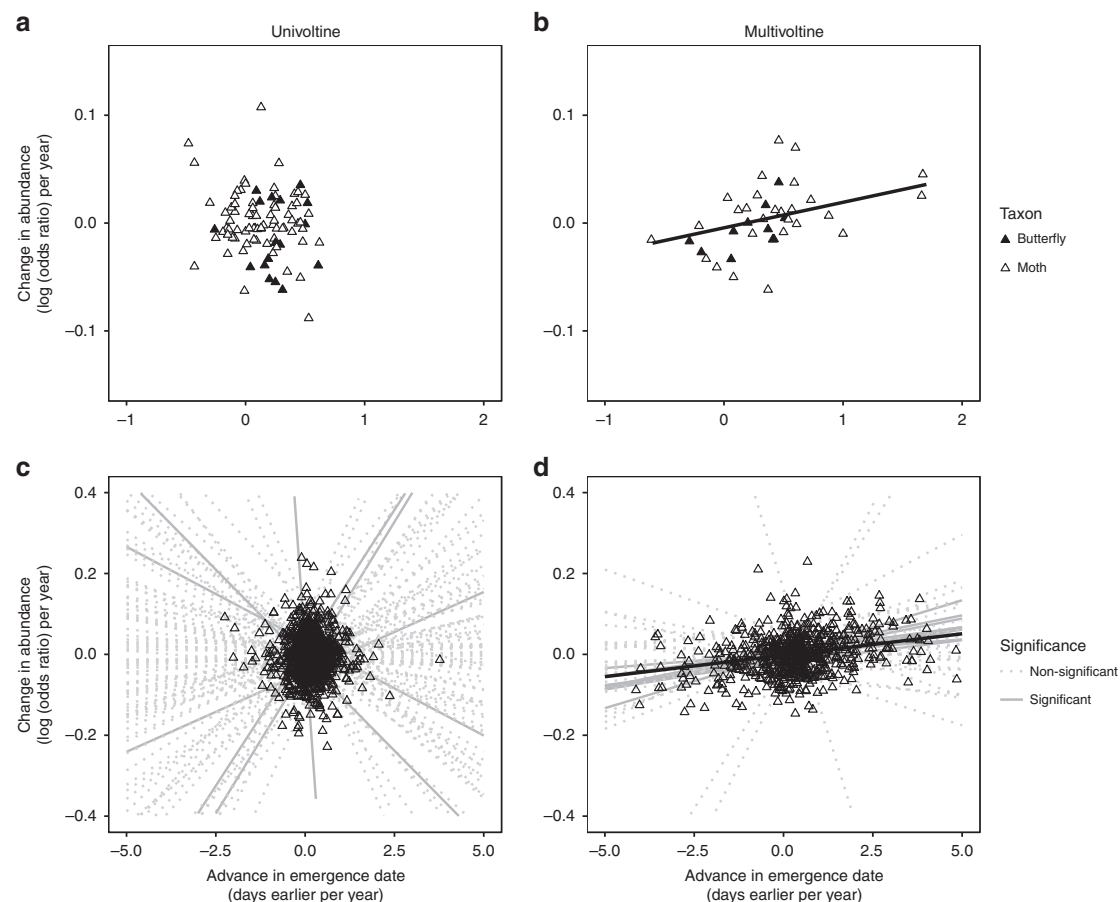 a
Univoltine
b
Multivoltine
Change in abundance
(log (odds ratio) per year)
0.1
0.0
–0.1
–1
0
1
2
–1
0
1
2
Taxon
Butterfly
Moth
c
d
Change in abundance
(log (odds ratio) per year)
0.4
0.2
0.0
–0.2
–0.4
0.4
0.2
0.0
–0.2
–0.4
–5.0
–2.5
0.0
2.5
5.0
–5.0
–2.5
0.0
2.5
5.0
Advance in emergence date
(days earlier per year)
Advance in emergence date
(days earlier per year)
Significance
Non-significant
Significant
0.1
0.0
–0.1